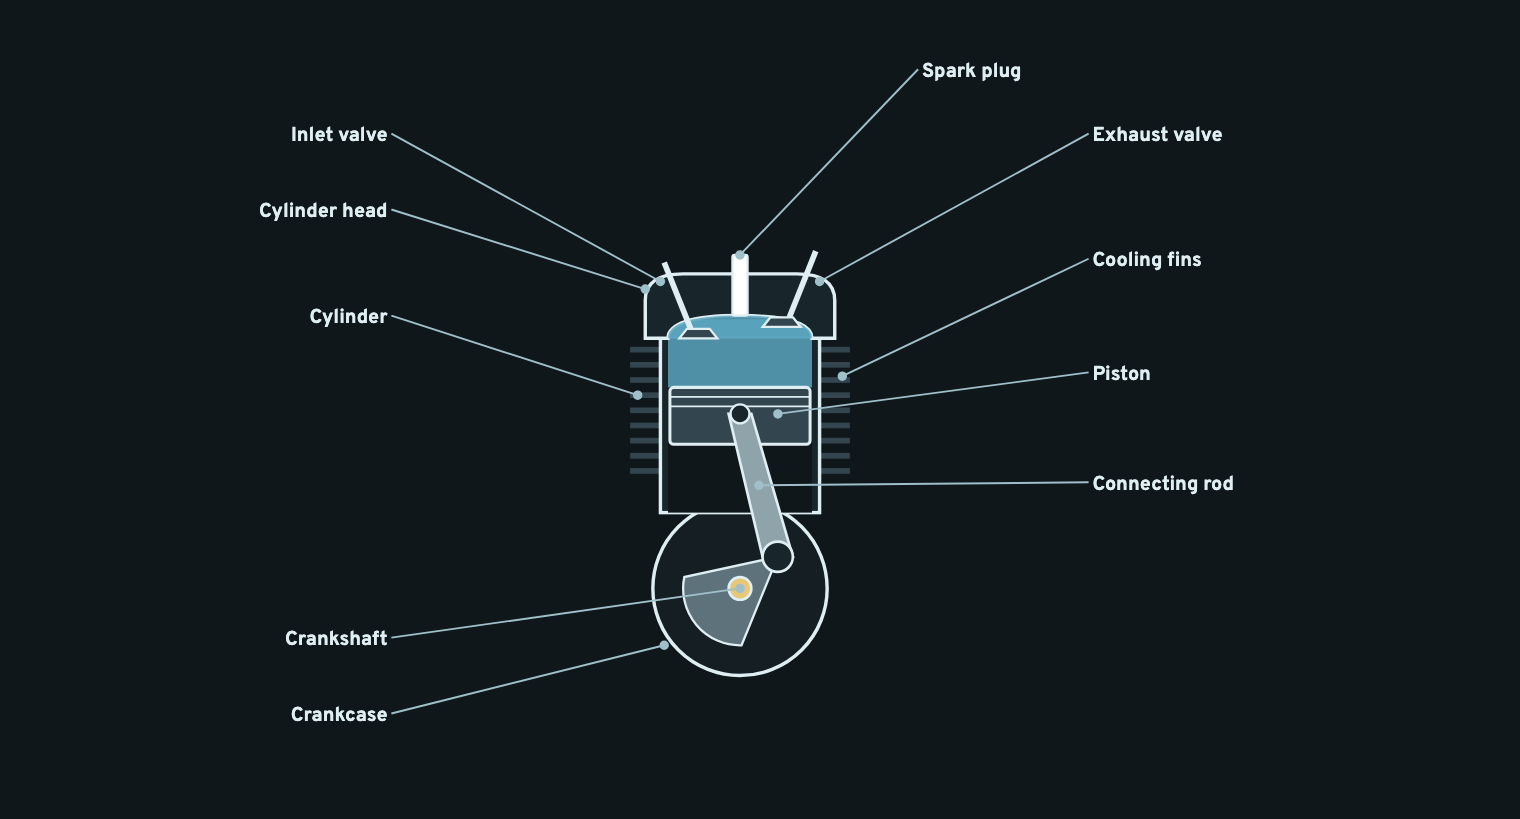 Spark plug
Inlet valve
Exhaust valve
Cylinder head
Cooling fins
Cylinder
Piston
Connecting rod
Crankshaft
Crankcase